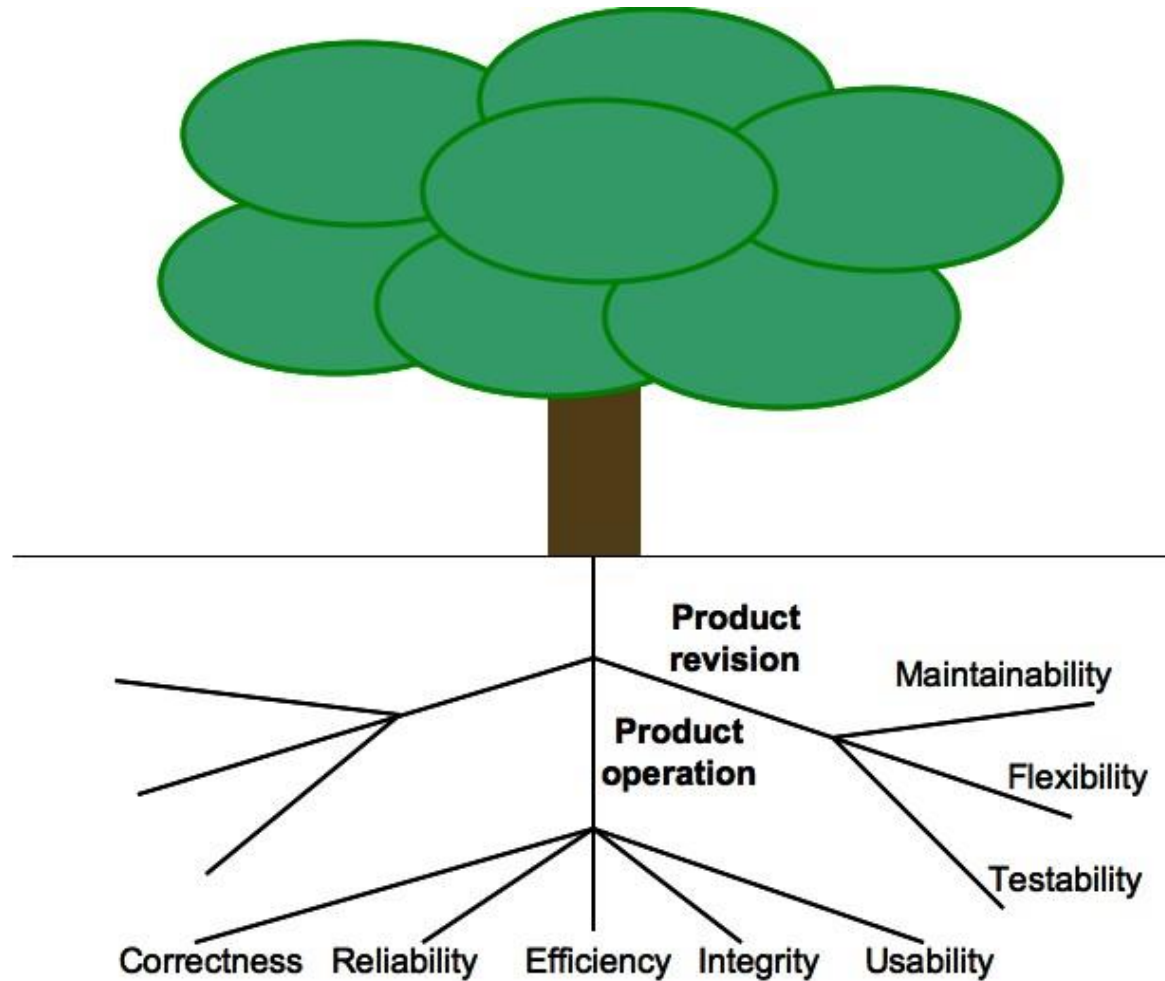 Product
revision
Maintainability
Product
operation
Flexibility
Testability
Correctness Reliability Efficiency Integrity Usability